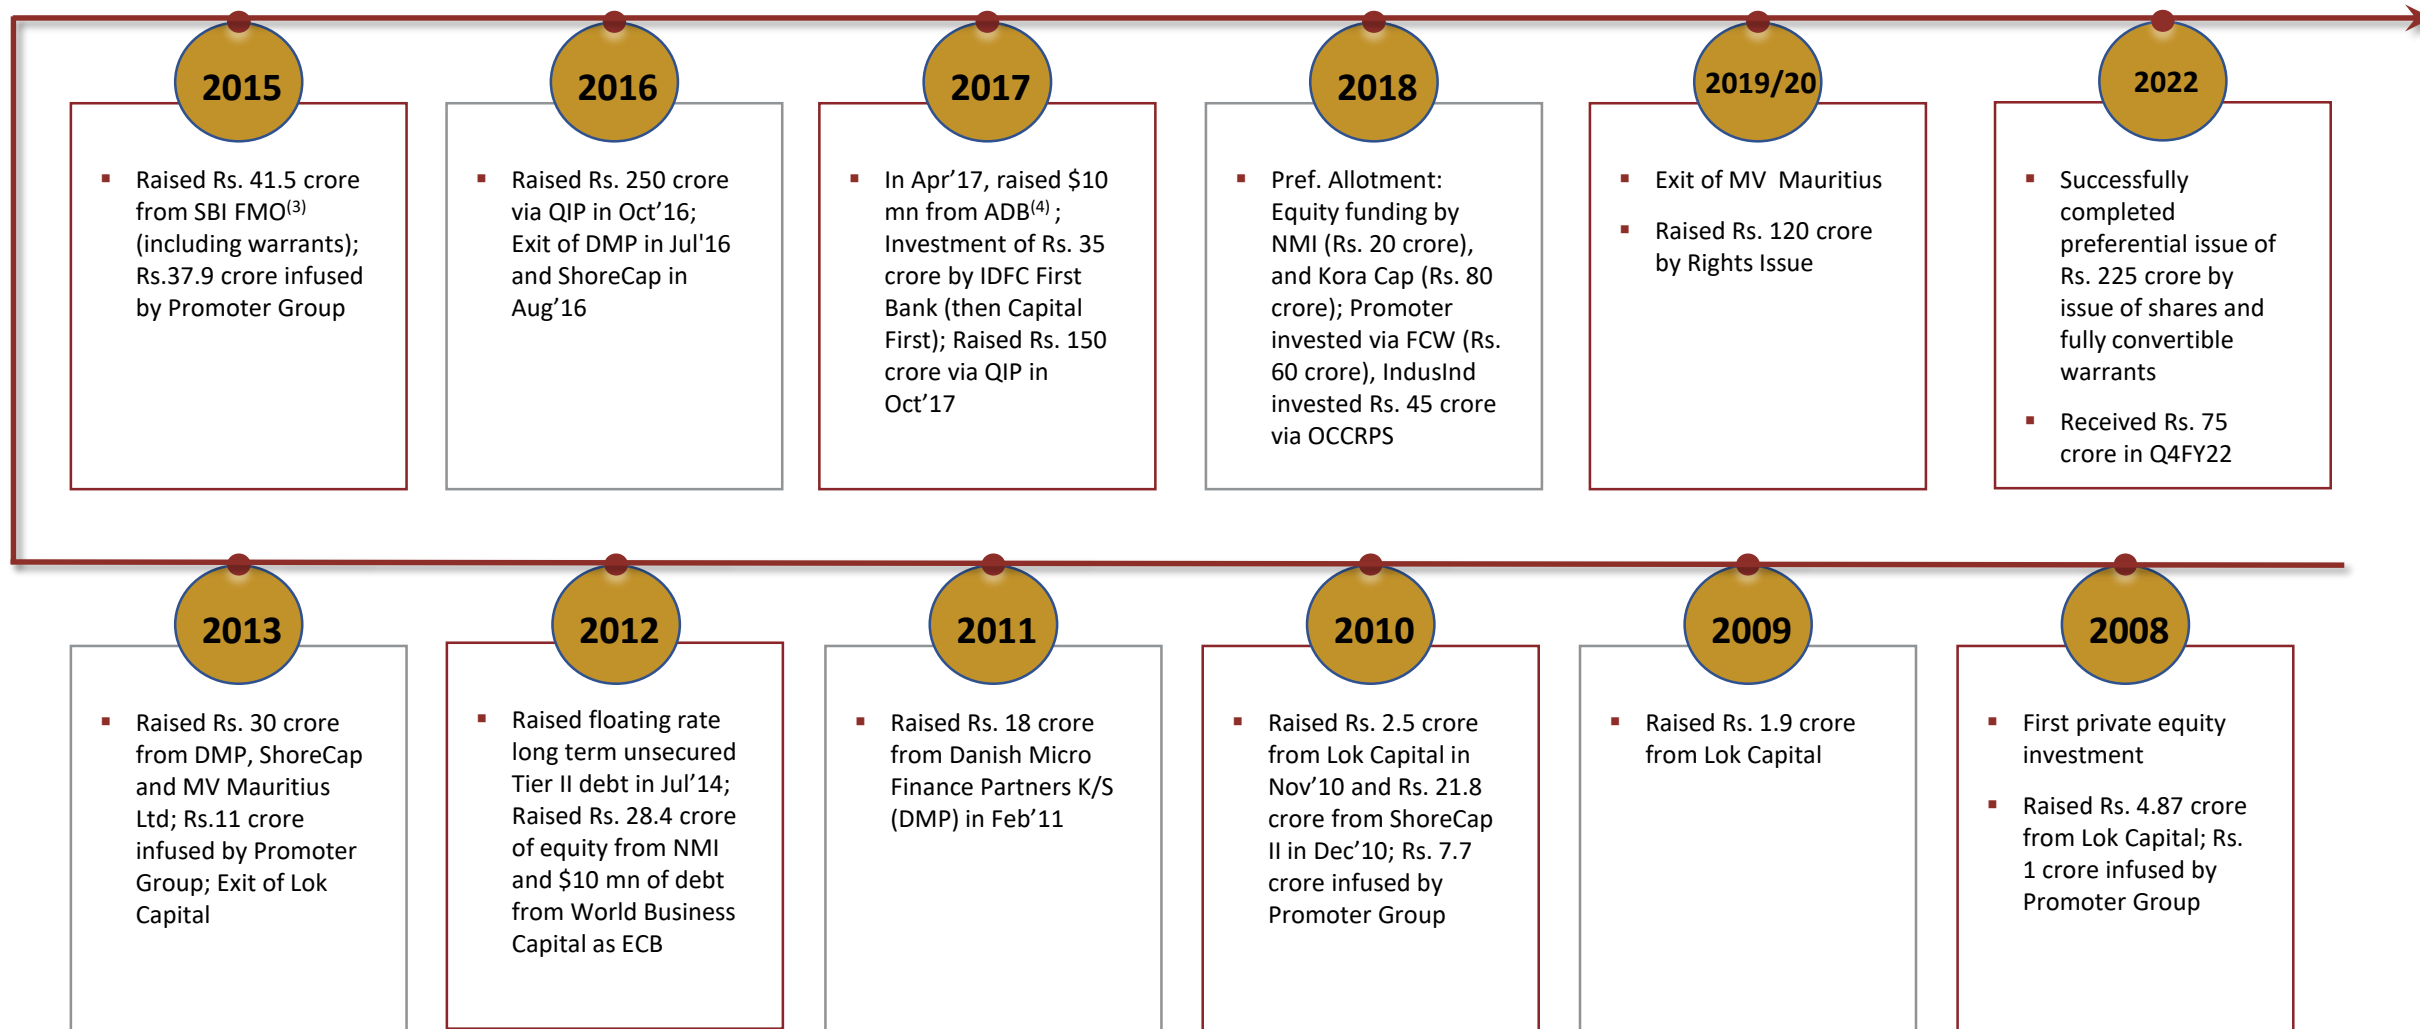 2015
Raised Rs. 41.5 crore
from SBI FMO(3)
(including warrants);
Rs.37.9 crore infused
by Promoter Group
2016
Raised Rs. 250 crore
via QIP in Oct’16;
Exit of DMP in Jul'16
and ShoreCap in
Aug’16
2017
In Apr’17, raised $10
mn from ADB(4) ;
Investment of Rs. 35
crore by IDFC First
Bank (then Capital
First); Raised Rs. 150
crore via QIP in
Oct’17
2018
Pref. Allotment:
Equity funding by
NMI (Rs. 20 crore),
and Kora Cap (Rs. 80
crore); Promoter
invested via FCW (Rs.
60 crore), IndusInd
invested Rs. 45 crore
via OCCRPS
2019/20
Exit of MV Mauritius
Raised Rs. 120 crore
by Rights Issue
2022
Successfully
completed
preferential issue of
Rs. 225 crore by
issue of shares and
fully convertible
warrants
Received Rs. 75
crore in Q4FY22
2013
Raised Rs. 30 crore
from DMP, ShoreCap
and MV Mauritius
Ltd; Rs.11 crore
infused by Promoter
Group; Exit of Lok
Capital
2012
Raised floating rate
long term unsecured
Tier II debt in Jul’14;
Raised Rs. 28.4 crore
of equity from NMI
and $10 mn of debt
from World Business
Capital as ECB
2011
Raised Rs. 18 crore
from Danish Micro
Finance Partners K/S
(DMP) in Feb’11
2010
Raised Rs. 2.5 crore
from Lok Capital in
Nov’10 and Rs. 21.8
crore from ShoreCap
II in Dec’10; Rs. 7.7
crore infused by
Promoter Group
2009
Raised Rs. 1.9 crore
from Lok Capital
2008
First private equity
investment
Raised Rs. 4.87 crore
from Lok Capital; Rs.
1 crore infused by
Promoter Group